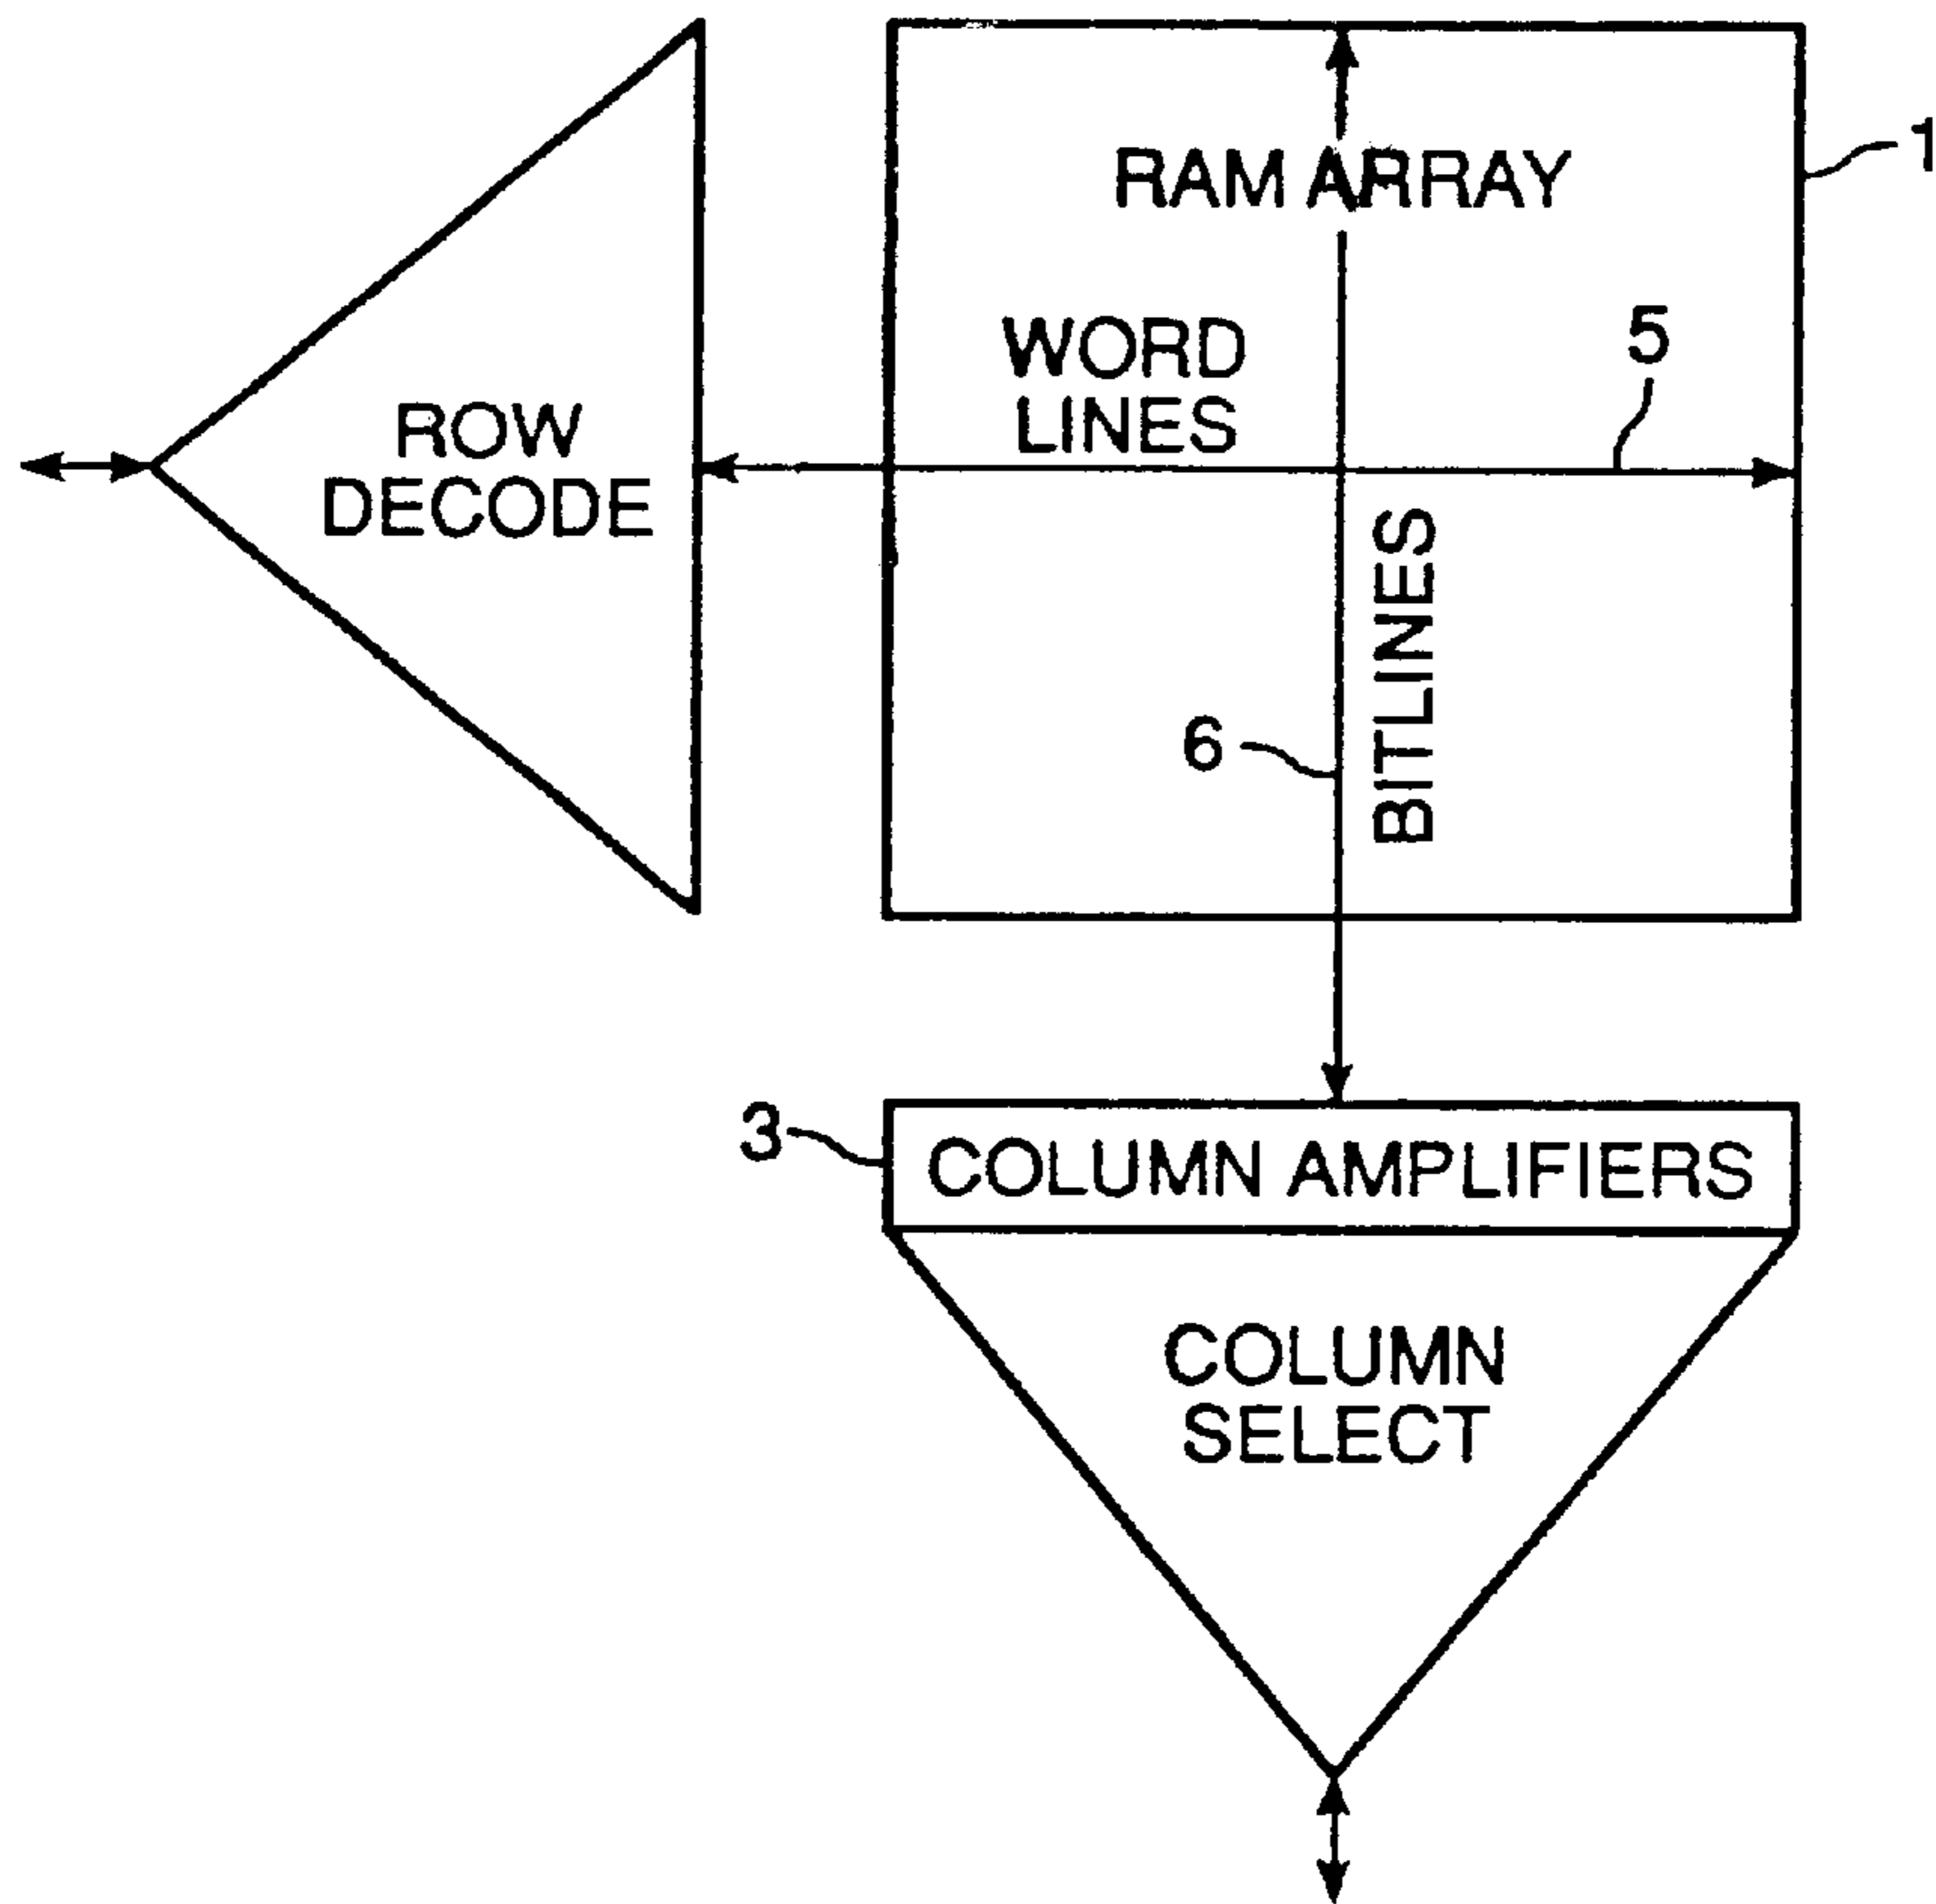 1
RAM ARRAY
WORD
LINES
5
ROW
DECODE
BITLINES
6
3
COLUMN AMPLIFIERS
COLUMN
SELECT